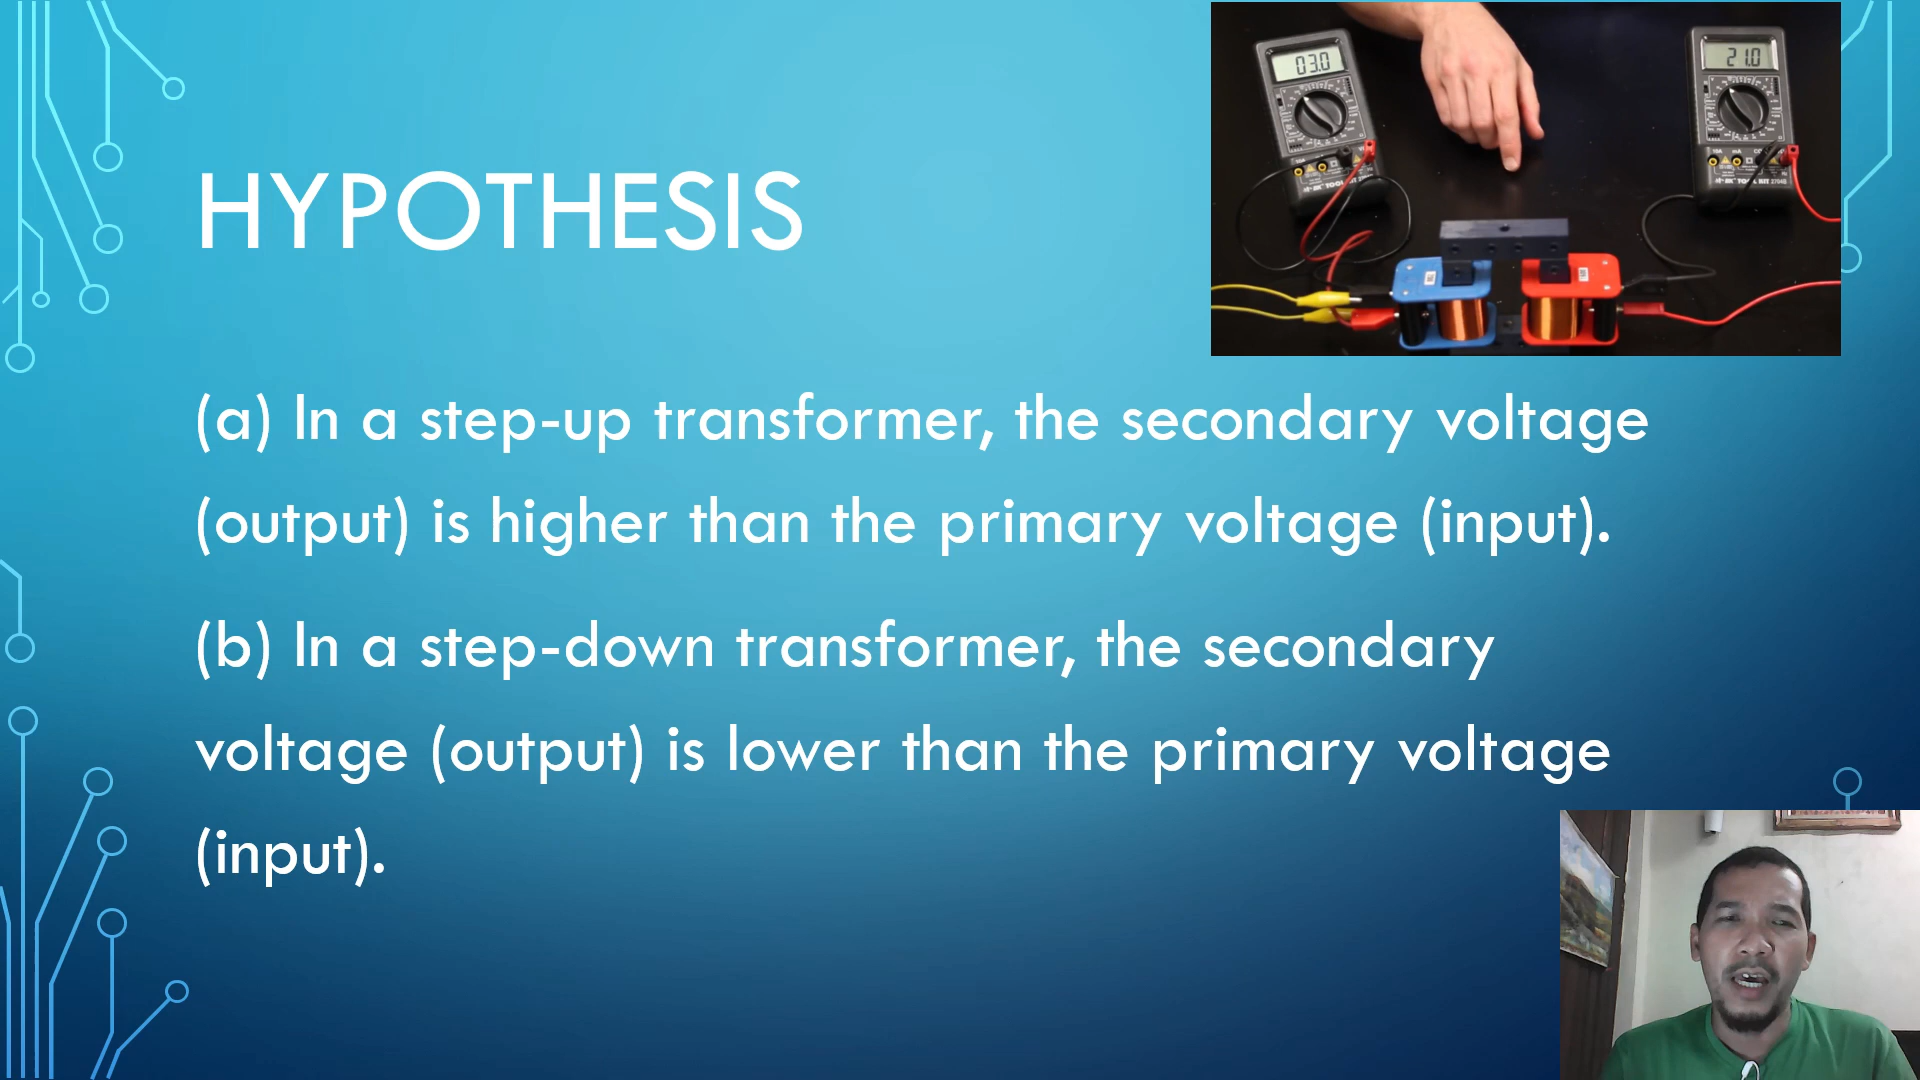 03.0
21.0
HYPOTHESIS
(a) In a step-up transformer, the secondary voltage
(output) is higher than the primary voltage (input).
(b) In a step-down transformer, the secondary
voltage (output) is lower than the primary voltage
(input).